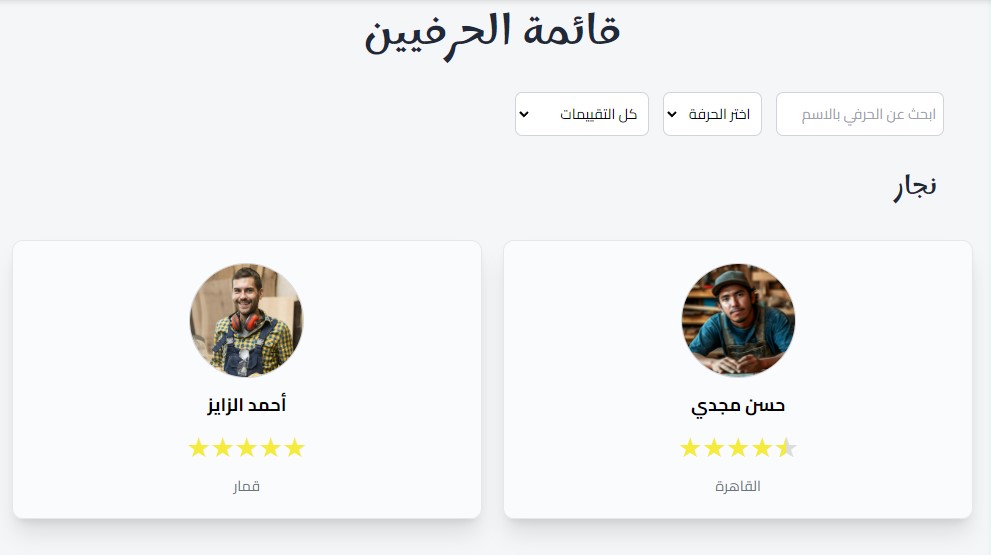 قائمة الحرفيين
ابحث عن الحرفي بالاسم
اختر الحرفة
كل التقييمات
نجار
حسن مجدي
القاهرة
أحمد الزايز
قمار